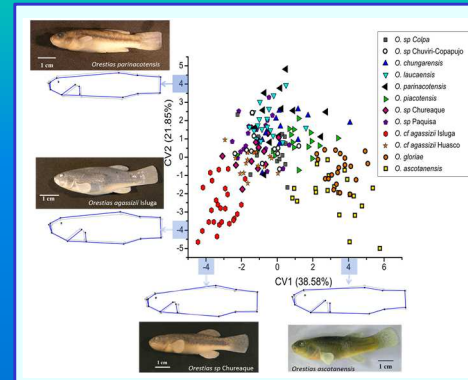 1 cm
Orestias parinacotensis
1 cm
Orestias agassizii Isluga
CV2 (21.85%)
5
4
3
2
1
0
-1
-2
-3
-4
-5
-4
-2
0
2
4
6
CV1 (38.58%)
O. sp Colpa
O. sp Chuviri-Copapujo
O. chungarensis
O. laucaensis
O. parinacotensis
O. piacotensis
O. sp Chureaque
O. sp Paquisa
O. cf agassizii Isluga
O. cf agassizii Huasco
O. gloriae
O. ascotanensis
1 cm
Orestias sp Chureaque
Orestias ascotanensis
1 cm